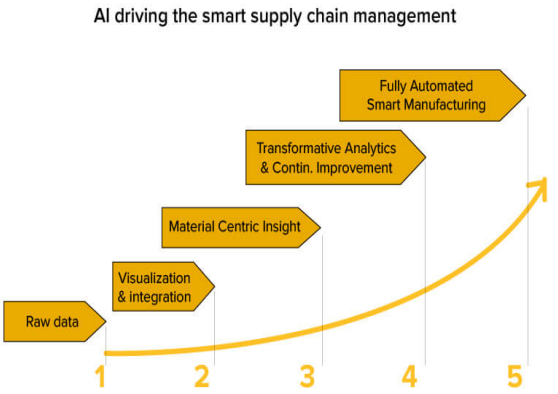 AI driving the smart supply chain management
Fully Automated
Smart Manufacturing
Transformative Analytics
& Contin. Improvement
Material Centric Insight
Visualization
& integration
Raw data
1 2 3 4 5